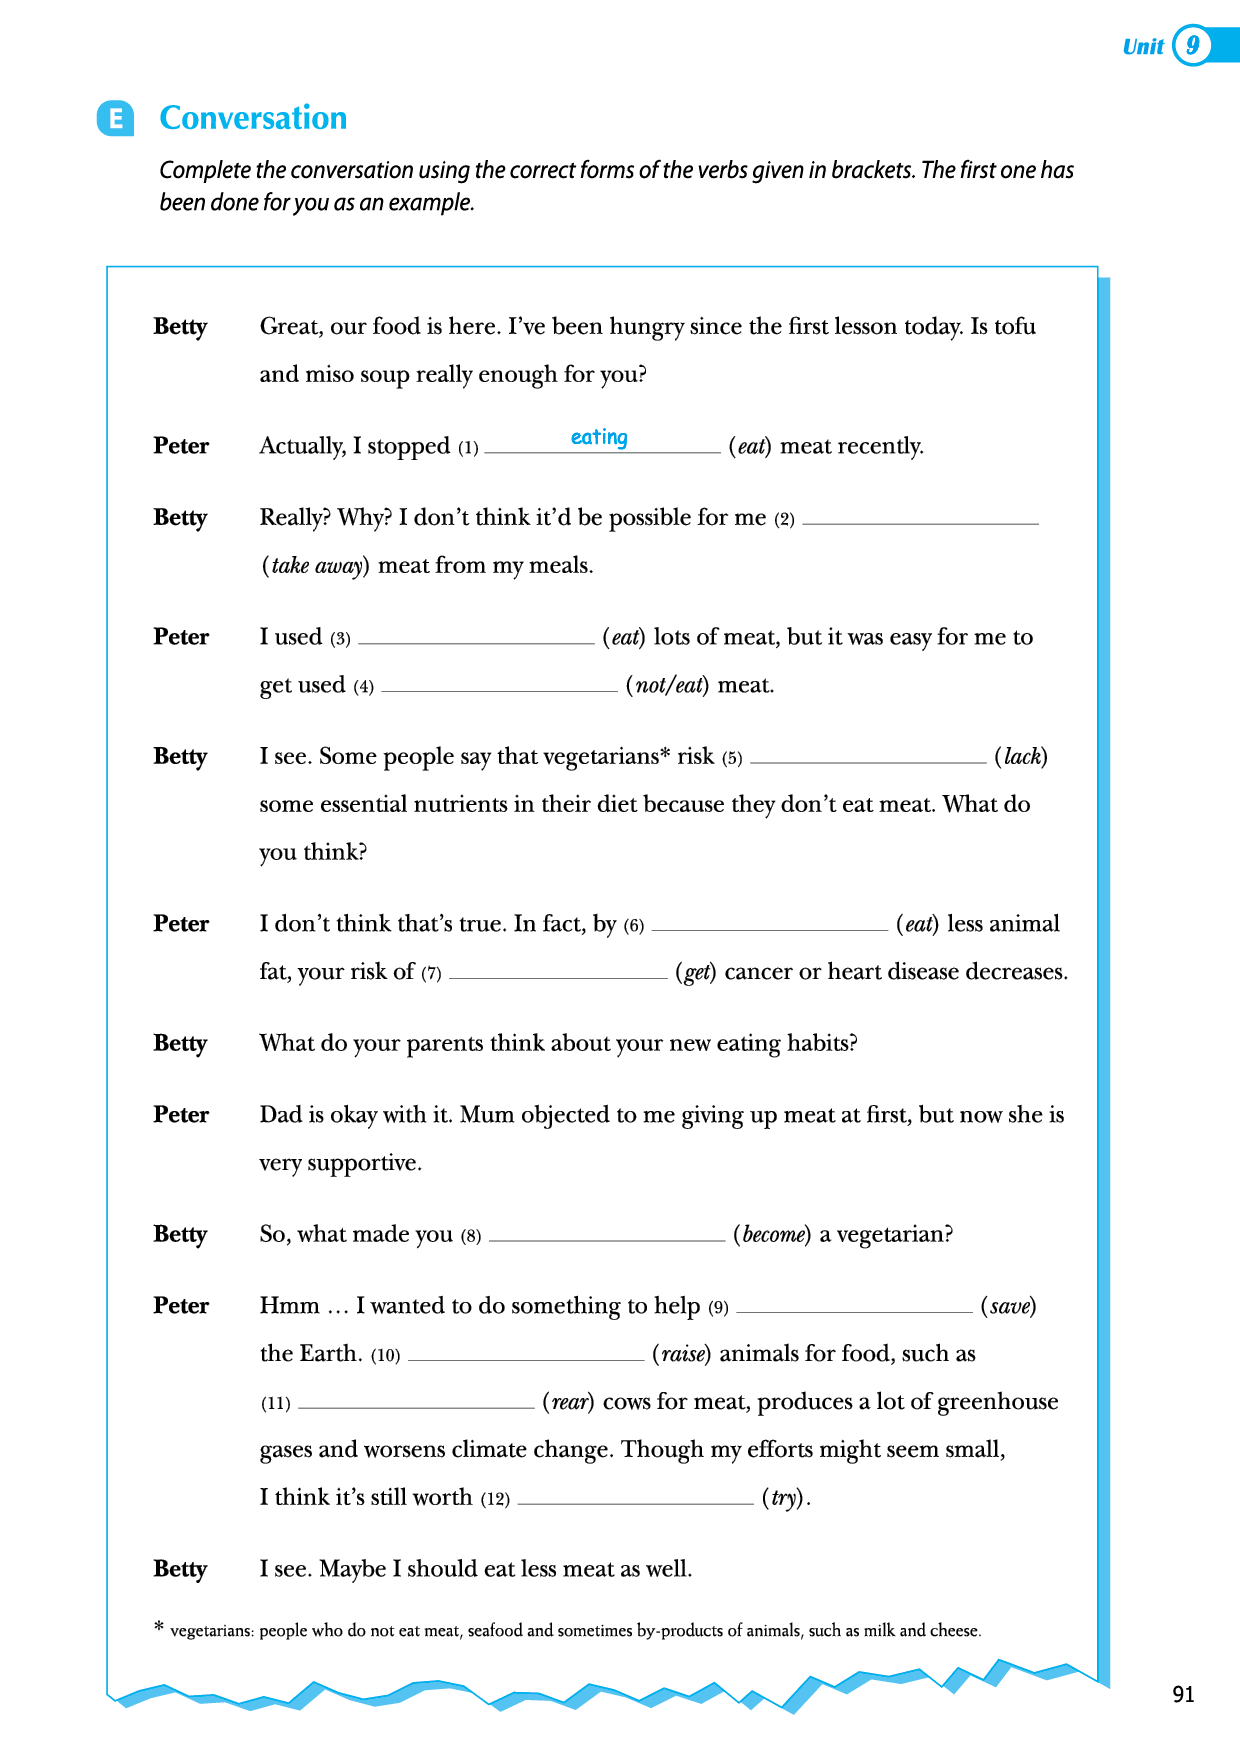 Unit 9
E Conversation
Complete the conversation using the correct forms of the verbs given in brackets. The first one has
been done for you as an example.
Betty Great, our food is here. I’ve been hungry since the first lesson today. Is tofu
and miso soup really enough for you?
Peter Actually, I stopped (1) eating (eat) meat recently.
Betty Really? Why? I don’t think it’d be possible for me (2) ____________________
(take away) meat from my meals.
Peter I used (3) ____________________ (eat) lots of meat, but it was easy for me to
get used (4) ____________________ (not/eat) meat.
Betty I see. Some people say that vegetarians* risk (5) ____________________ (lack)
some essential nutrients in their diet because they don’t eat meat. What do
you think?
Peter I don’t think that’s true. In fact, by (6) ____________________ (eat) less animal
fat, your risk of (7) ____________________ (get) cancer or heart disease decreases.
Betty What do your parents think about your new eating habits?
Peter Dad is okay with it. Mum objected to me giving up meat at first, but now she is
very supportive.
Betty So, what made you (8) ____________________ (become) a vegetarian?
Peter Hmm … I wanted to do something to help (9) ____________________ (save)
the Earth. (10) ____________________ (raise) animals for food, such as
(11) ____________________ (rear) cows for meat, produces a lot of greenhouse
gases and worsens climate change. Though my efforts might seem small,
I think it’s still worth (12) ____________________ (try).
Betty I see. Maybe I should eat less meat as well.
* vegetarians: people who do not eat meat, seafood and sometimes by-products of animals, such as milk and cheese.
91